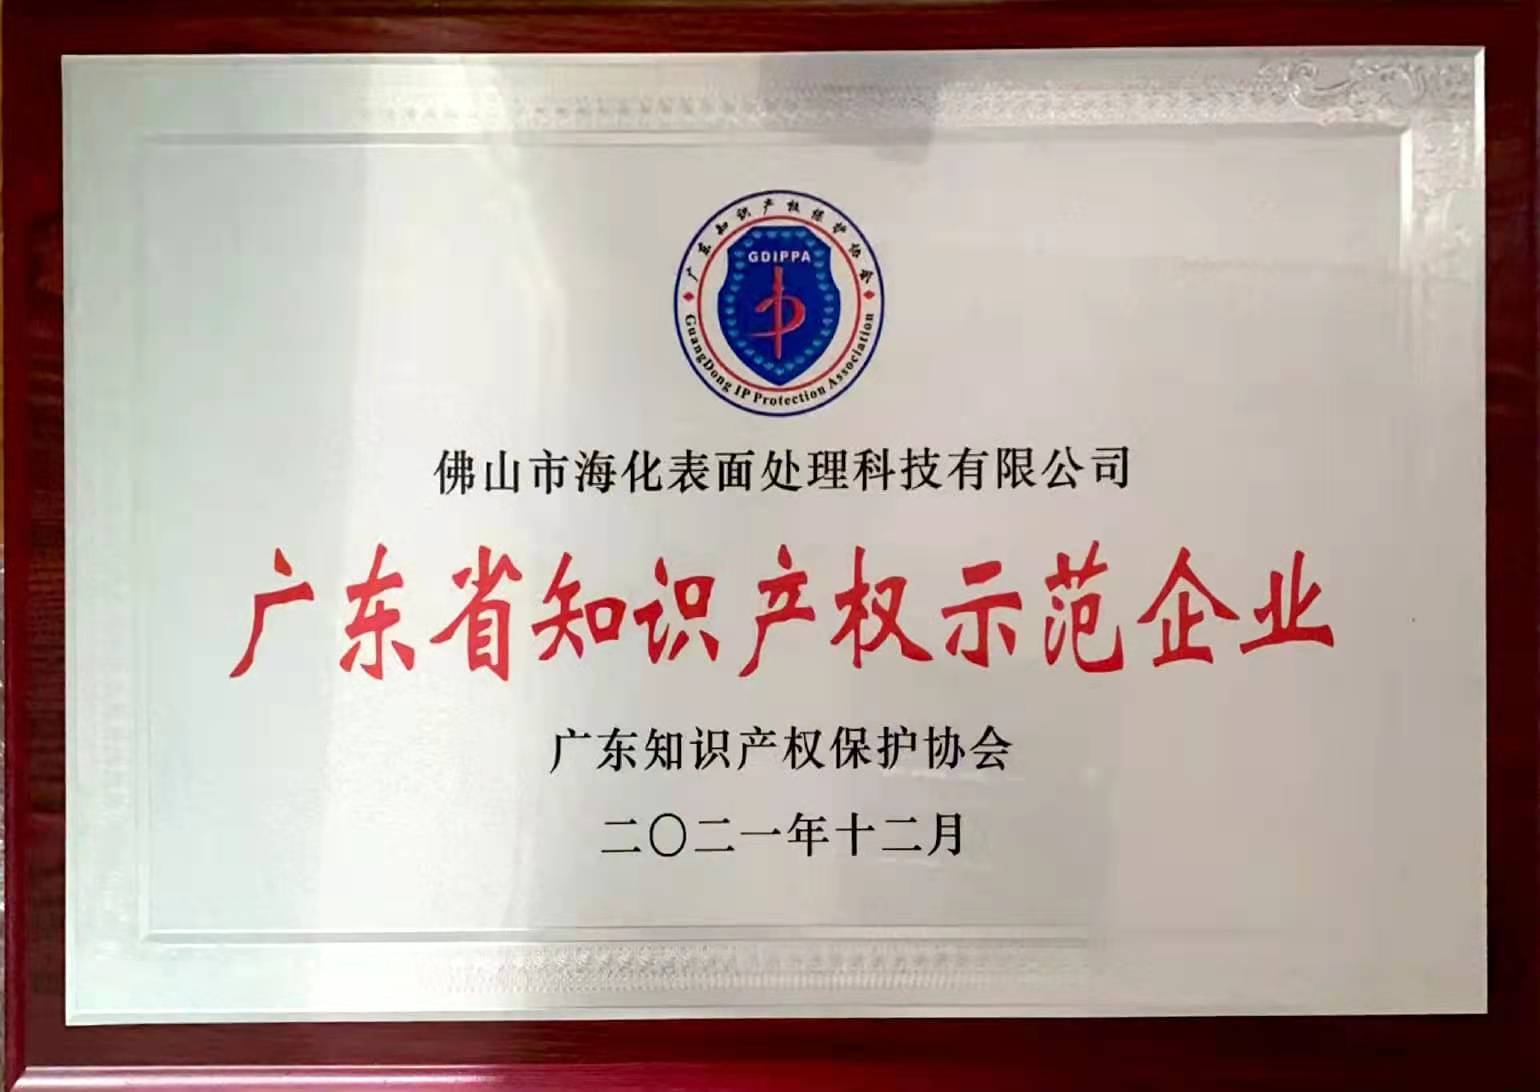 广东知识产权保护协会
GDIPPA
GuangDong IP Protection Association
佛山市海化表面处理科技有限公司
广东省知识产权示范企业
广东知识产权保护协会
二〇二一年十二月